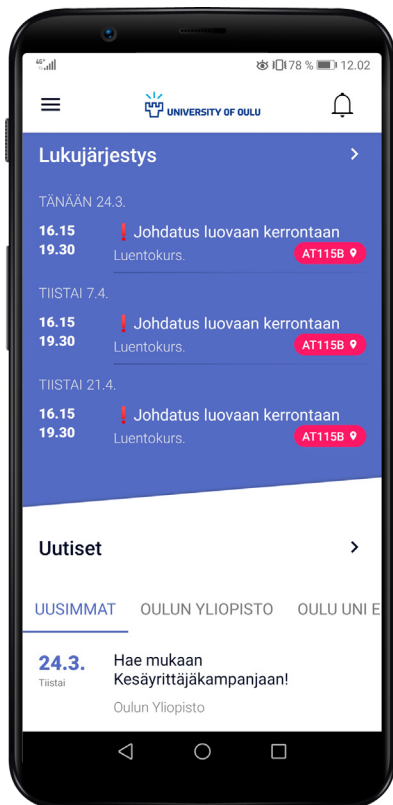 4G+
78 % 12.02
UNIVERSITY OF OULU
Lukujärjestys
TÄNÄÄN 24.3.
16.15 ❗ Johdatus luovaan kerrontaan
19.30 Luentokurs. AT115B
TIISTAI 7.4.
16.15 ❗ Johdatus luovaan kerrontaan
19.30 Luentokurs. AT115B
TIISTAI 21.4.
16.15 ❗ Johdatus luovaan kerrontaan
19.30 Luentokurs. AT115B
Uutiset
UUSIMMAT OULUN YLIOPISTO OULU UNI E
24.3. Hae mukaan
Tiistai Kesäyrittäjäkampanjaan!
Oulun Yliopisto